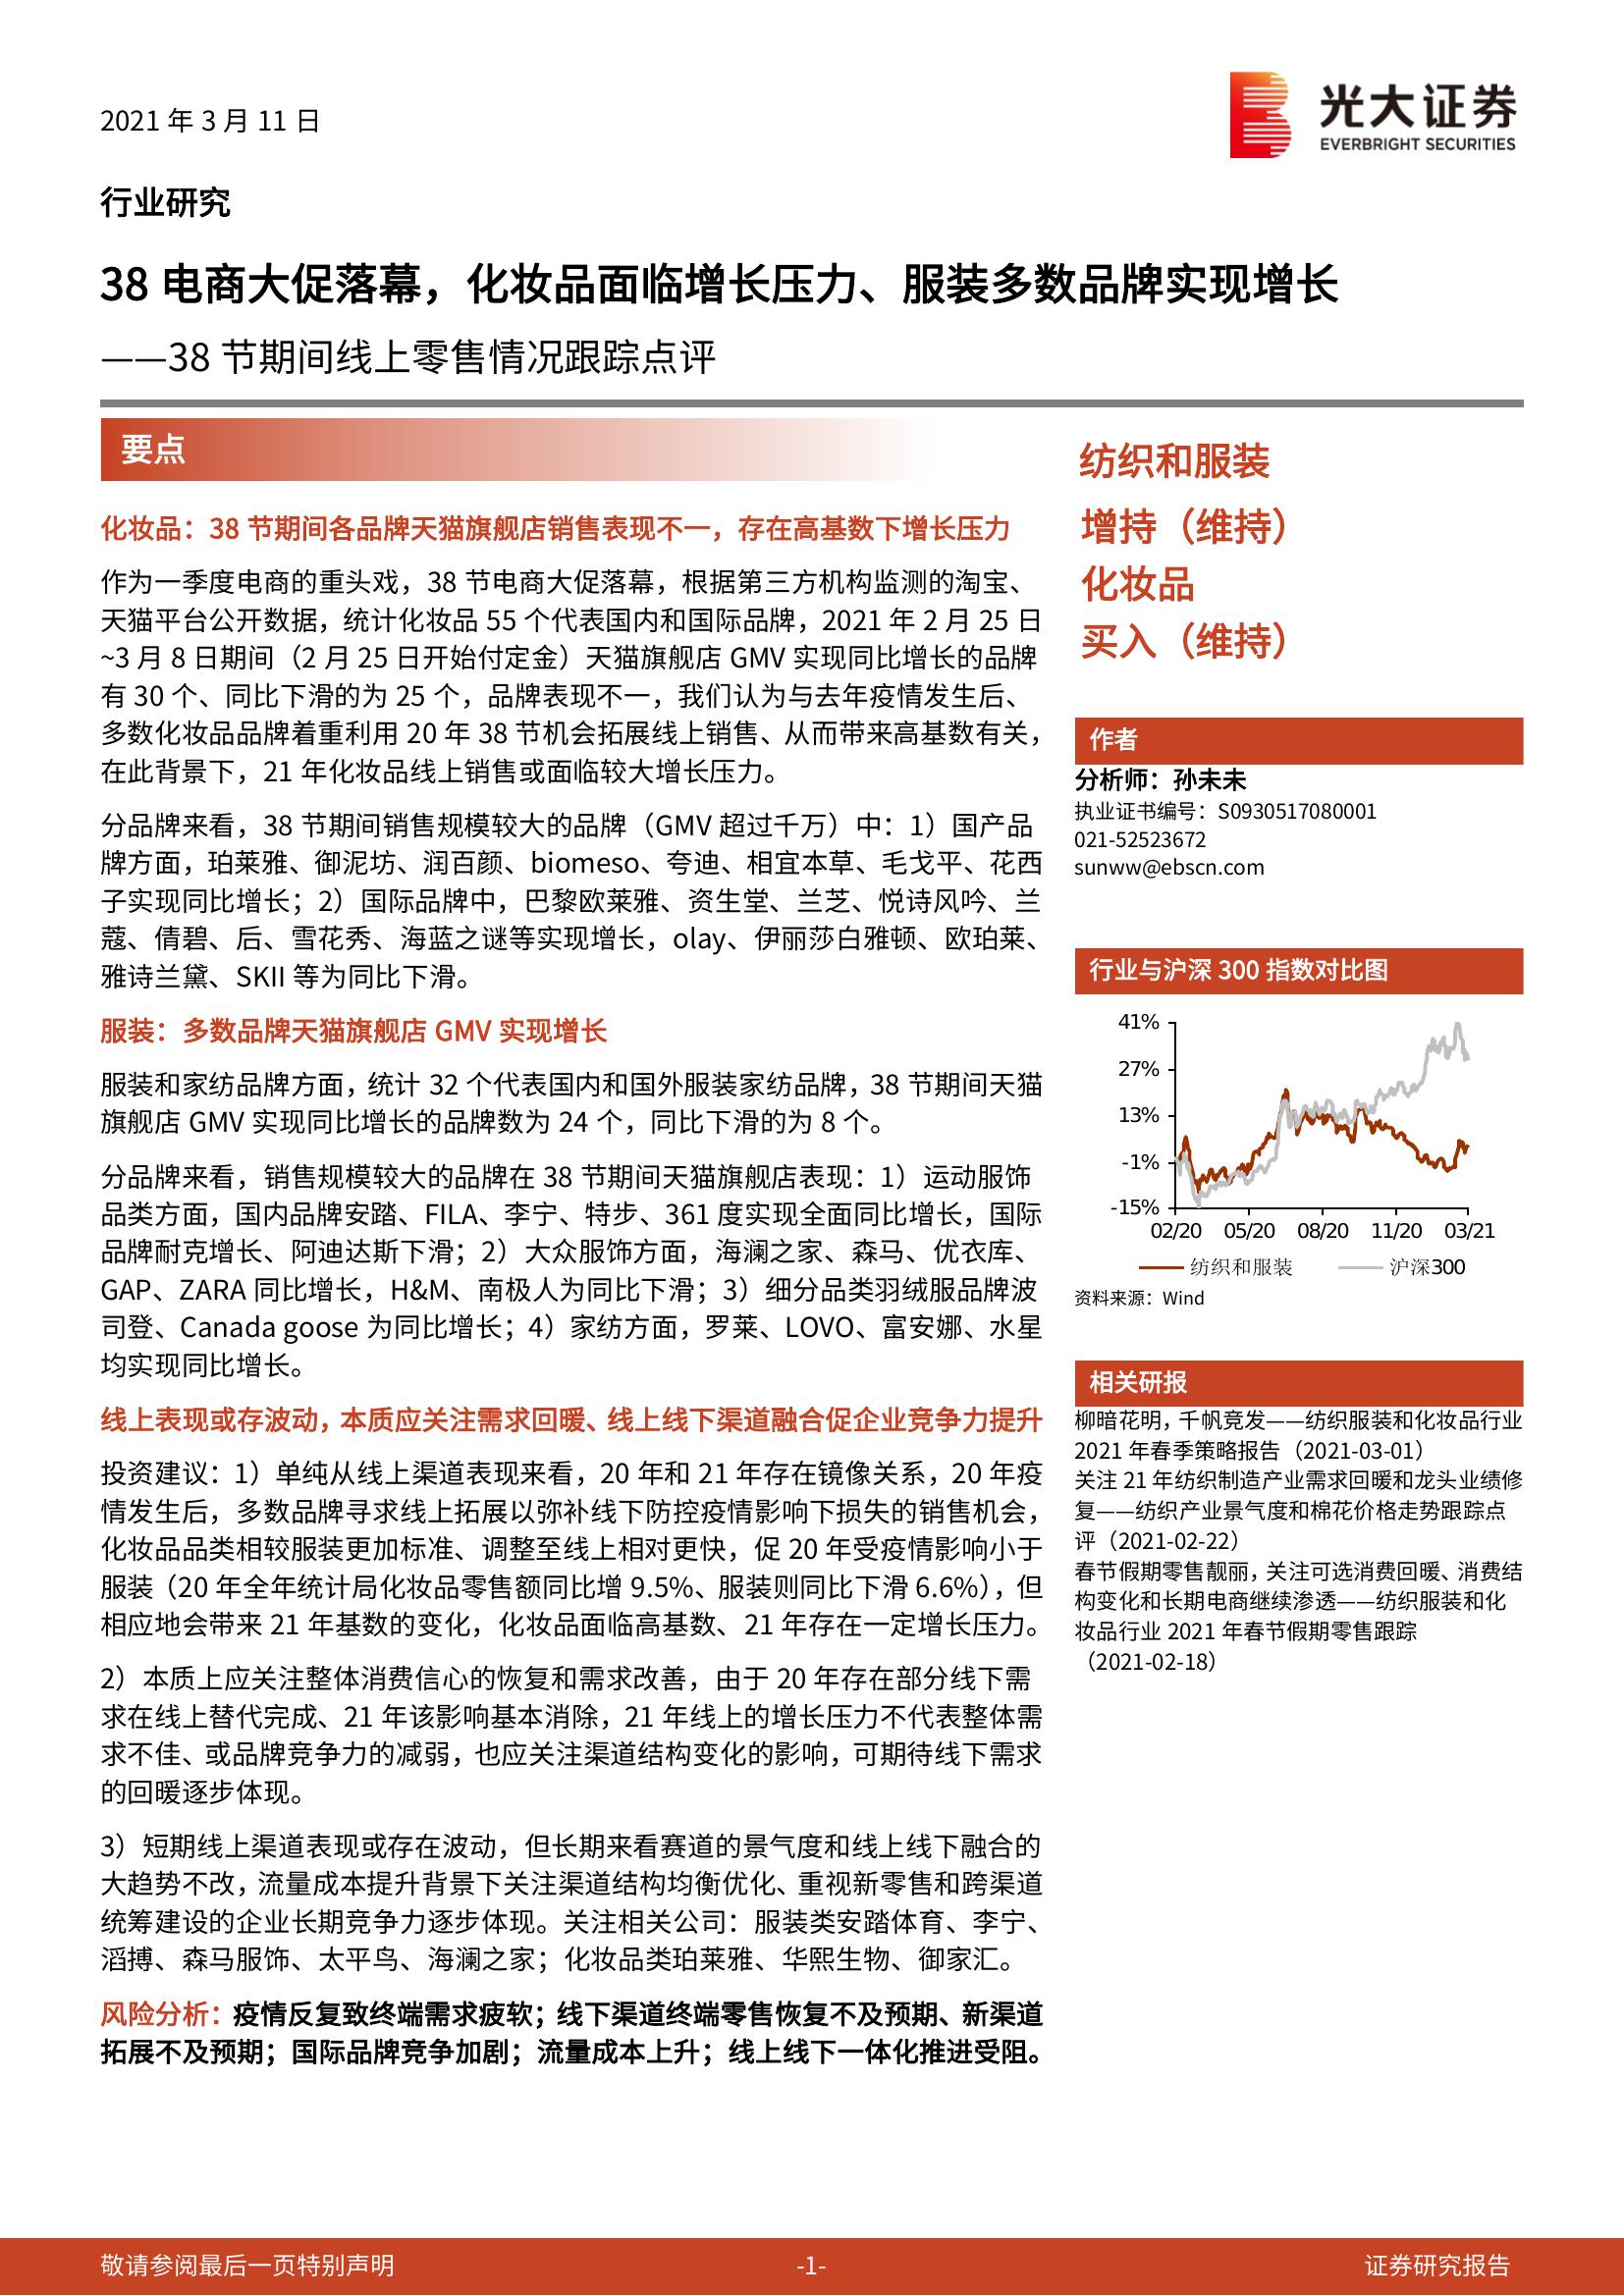 2021 年 3 月 11 日
光大证券
EVERBRIGHT SECURITIES
行业研究
38 电商大促落幕，化妆品面临增长压力、服装多数品牌实现增长
——38 节期间线上零售情况跟踪点评
要点
化妆品：38 节期间各品牌天猫旗舰店销售表现不一，存在高基数下增长压力
作为一季度电商的重头戏，38 节电商大促落幕，根据第三方机构监测的淘宝、
天猫平台公开数据，统计化妆品 55 个代表国内和国际品牌，2021 年 2 月 25 日
~3 月 8 日期间（2 月 25 日开始付定金）天猫旗舰店 GMV 实现同比增长的品牌
有 30 个、同比下滑的为 25 个，品牌表现不一，我们认为与去年疫情发生后、
多数化妆品品牌着重利用 20 年 38 节机会拓展线上销售、从而带来高基数有关，
在此背景下，21 年化妆品线上销售或面临较大增长压力。
分品牌来看，38 节期间销售规模较大的品牌（GMV 超过千万）中：1）国产品
牌方面，珀莱雅、御泥坊、润百颜、biomeso、夸迪、相宜本草、毛戈平、花西
子实现同比增长；2）国际品牌中，巴黎欧莱雅、资生堂、兰芝、悦诗风吟、兰
蔻、倩碧、后、雪花秀、海蓝之谜等实现增长，olay、伊丽莎白雅顿、欧珀莱、
雅诗兰黛、SKII 等为同比下滑。
服装：多数品牌天猫旗舰店 GMV 实现增长
服装和家纺品牌方面，统计 32 个代表国内和国外服装家纺品牌，38 节期间天猫
旗舰店 GMV 实现同比增长的品牌数为 24 个，同比下滑的为 8 个。
分品牌来看，销售规模较大的品牌在 38 节期间天猫旗舰店表现：1）运动服饰
品类方面，国内品牌安踏、FILA、李宁、特步、361 度实现全面同比增长，国际
品牌耐克增长、阿迪达斯下滑；2）大众服饰方面，海澜之家、森马、优衣库、
GAP、ZARA 同比增长，H&M、南极人为同比下滑；3）细分品类羽绒服品牌波
司登、Canada goose 为同比增长；4）家纺方面，罗莱、LOVO、富安娜、水星
均实现同比增长。
线上表现或存波动，本质应关注需求回暖、线上线下渠道融合促企业竞争力提升
投资建议：1）单纯从线上渠道表现来看，20 年和 21 年存在镜像关系，20 年疫
情发生后，多数品牌寻求线上拓展以弥补线下防控疫情影响下损失的销售机会，
化妆品品类相较服装更加标准、调整至线上相对更快，促 20 年受疫情影响小于
服装（20 年全年统计局化妆品零售额同比增 9.5%、服装则同比下滑 6.6%），但
相应地会带来 21 年基数的变化，化妆品面临高基数、21 年存在一定增长压力。
2）本质上应关注整体消费信心的恢复和需求改善，由于 20 年存在部分线下需
求在线上替代完成、21 年该影响基本消除，21 年线上的增长压力不代表整体需
求不佳、或品牌竞争力的减弱，也应关注渠道结构变化的影响，可期待线下需求
的回暖逐步体现。
3）短期线上渠道表现或存在波动，但长期来看赛道的景气度和线上线下融合的
大趋势不改，流量成本提升背景下关注渠道结构均衡优化、重视新零售和跨渠道
统筹建设的企业长期竞争力逐步体现。关注相关公司：服装类安踏体育、李宁、
滔搏、森马服饰、太平鸟、海澜之家；化妆品类珀莱雅、华熙生物、御家汇。
风险分析：疫情反复致终端需求疲软；线下渠道终端零售恢复不及预期、新渠道
拓展不及预期；国际品牌竞争加剧；流量成本上升；线上线下一体化推进受阻。
纺织和服装
增持（维持）
化妆品
买入（维持）
作者
分析师：孙未未
执业证书编号：S0930517080001
021-52523672
sunww@ebscn.com
行业与沪深 300 指数对比图
41%
27%
13%
-1%
-15%
02/20 05/20 08/20 11/20 03/21
纺织和服装 沪深300
资料来源：Wind
相关研报
柳暗花明，千帆竞发——纺织服装和化妆品行业
2021 年春季策略报告（2021-03-01）
关注 21 年纺织制造产业需求回暖和龙头业绩修
复——纺织产业景气度和棉花价格走势跟踪点
评（2021-02-22）
春节假期零售靓丽，关注可选消费回暖、消费结
构变化和长期电商继续渗透——纺织服装和化
妆品行业 2021 年春节假期零售跟踪
（2021-02-18）
敬请参阅最后一页特别声明 -1- 证券研究报告